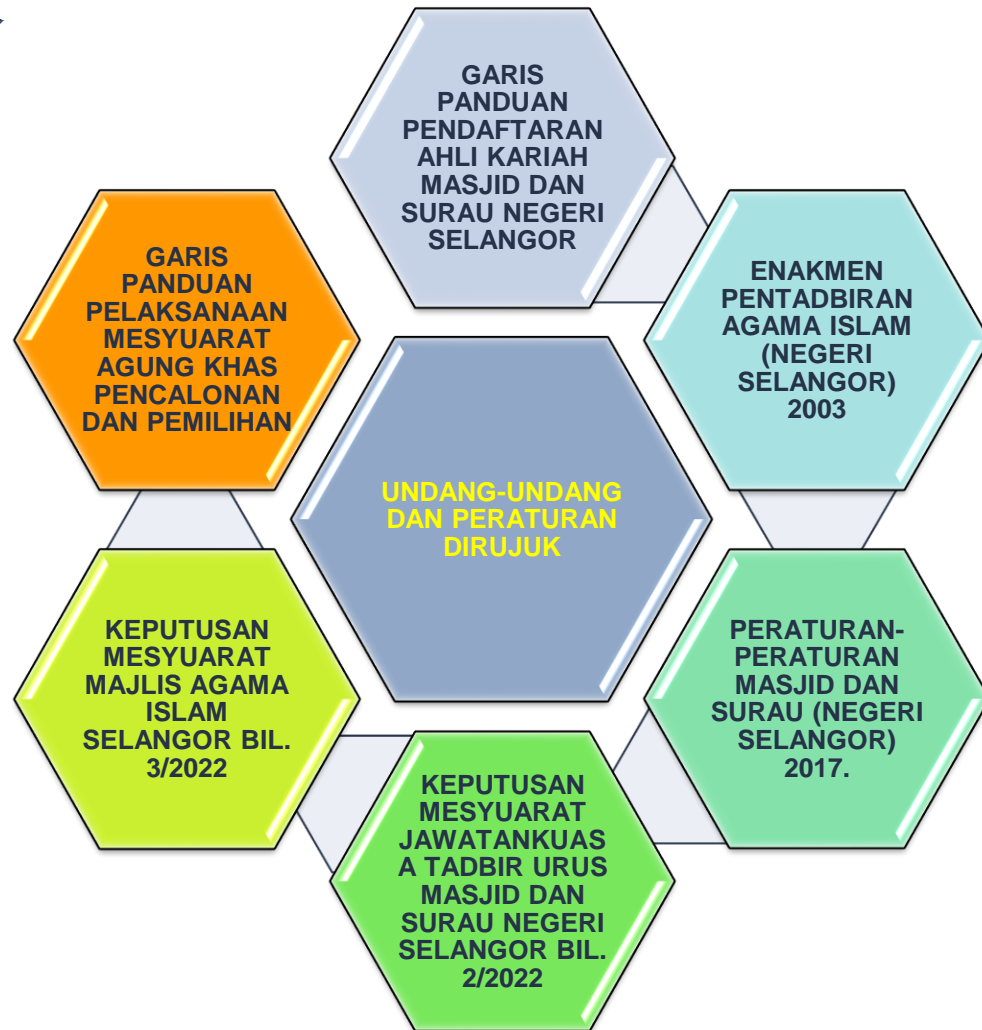 GARIS
PANDUAN
PENDAFTARAN
AHLI KARIAH
MASJID DAN
SURAU NEGERI
SELANGOR
ENAKMEN
PENTADBIRAN
AGAMA ISLAM
(NEGERI
SELANGOR)
2003
PERATURAN-
PERATURAN
MASJID DAN
SURAU (NEGERI
SELANGOR)
2017.
KEPUTUSAN
MESYUARAT
JAWATANKUAS
A TADBIR URUS
MASJID DAN
SURAU NEGERI
SELANGOR BIL.
2/2022
KEPUTUSAN
MESYUARAT
MAJLIS AGAMA
ISLAM
SELANGOR BIL.
3/2022
GARIS
PANDUAN
PELAKSANAAN
MESYUARAT
AGUNG KHAS
PENCALONAN
DAN PEMILIHAN
UNDANG-UNDANG
DAN PERATURAN
DIRUJUK